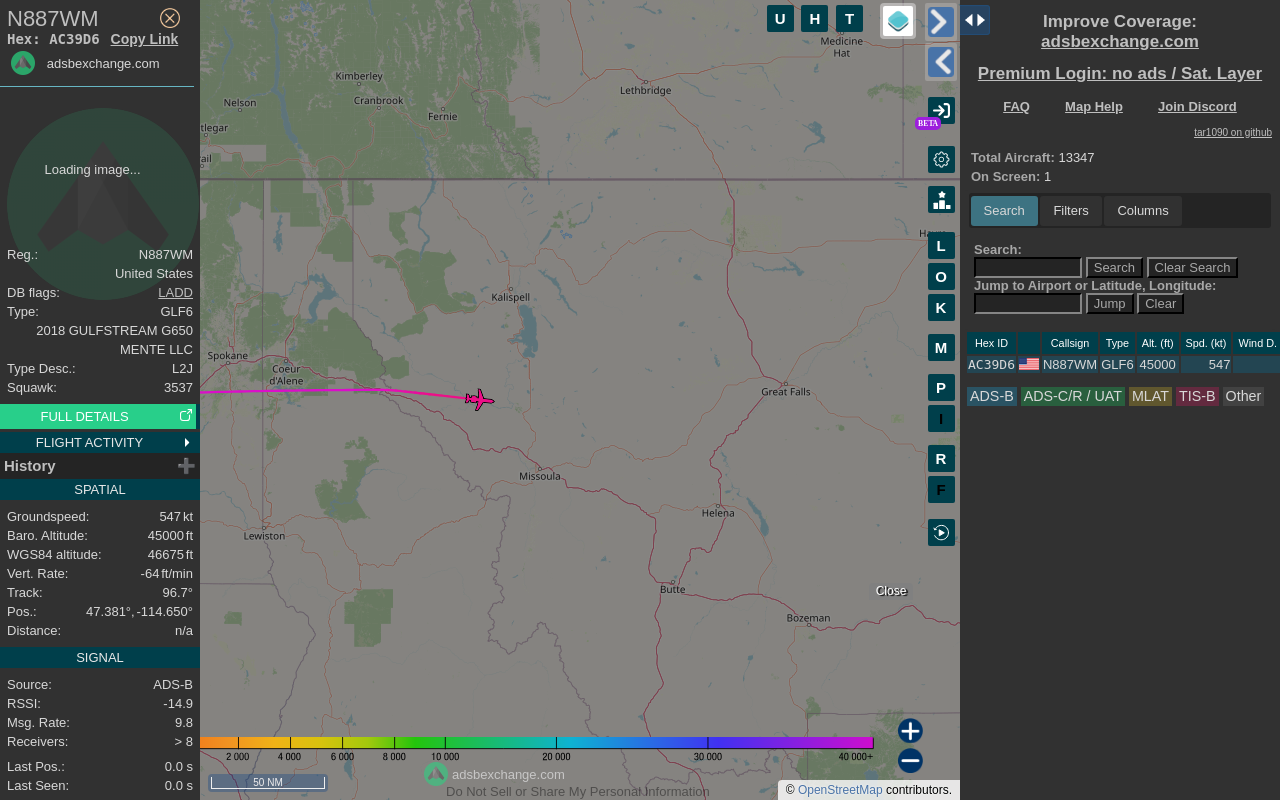 N887WM
Hex: AC39D6 Copy Link
adsbexchange.com
Loading image...
Reg.: N887WM
United States
DB flags: LADD
Type: GLF6
2018 GULFSTREAM G650
MENTE LLC
Type Desc.: L2J
Squawk: 3537
FULL DETAILS
FLIGHT ACTIVITY
History
SPATIAL
Groundspeed: 547 kt
Baro. Altitude: 45000 ft
WGS84 altitude: 46675 ft
Vert. Rate: -64 ft/min
Track: 96.7°
Pos.: 47.381°, -114.650°
Distance: n/a
SIGNAL
Source: ADS-B
RSSI: -14.9
Msg. Rate: 9.8
Receivers: > 8
Last Pos.: 0.0 s
Last Seen: 0.0 s
U H T
Medicine
Hat
Kimberley
Lethbridge
Nelson
Cranbrook
Fernie
tlegar
ail
BETA
Ha
L
O
K
M
P
I
R
F
Kalispell
Spokane
Coeur
d'Alene
Great Falls
Missoula
Helena
Lewiston
Butte
Close
Bozeman
2 000 4 000 6 000 8 000 10 000 20 000 30 000 40 000+
adsbexchange.com
50 NM
Do Not Sell or Share My Personal Information
© OpenStreetMap contributors.
Improve Coverage:
adsbexchange.com
Premium Login: no ads / Sat. Layer
FAQ Map Help Join Discord
tar1090 on github
Total Aircraft: 13347
On Screen: 1
Search Filters Columns
Search:
Search Clear Search
Jump to Airport or Latitude, Longitude:
Jump Clear
Hex ID Callsign Type Alt. (ft) Spd. (kt) Wind D.
AC39D6 N887WM GLF6 45000 547
ADS-B ADS-C/R / UAT MLAT TIS-B Other